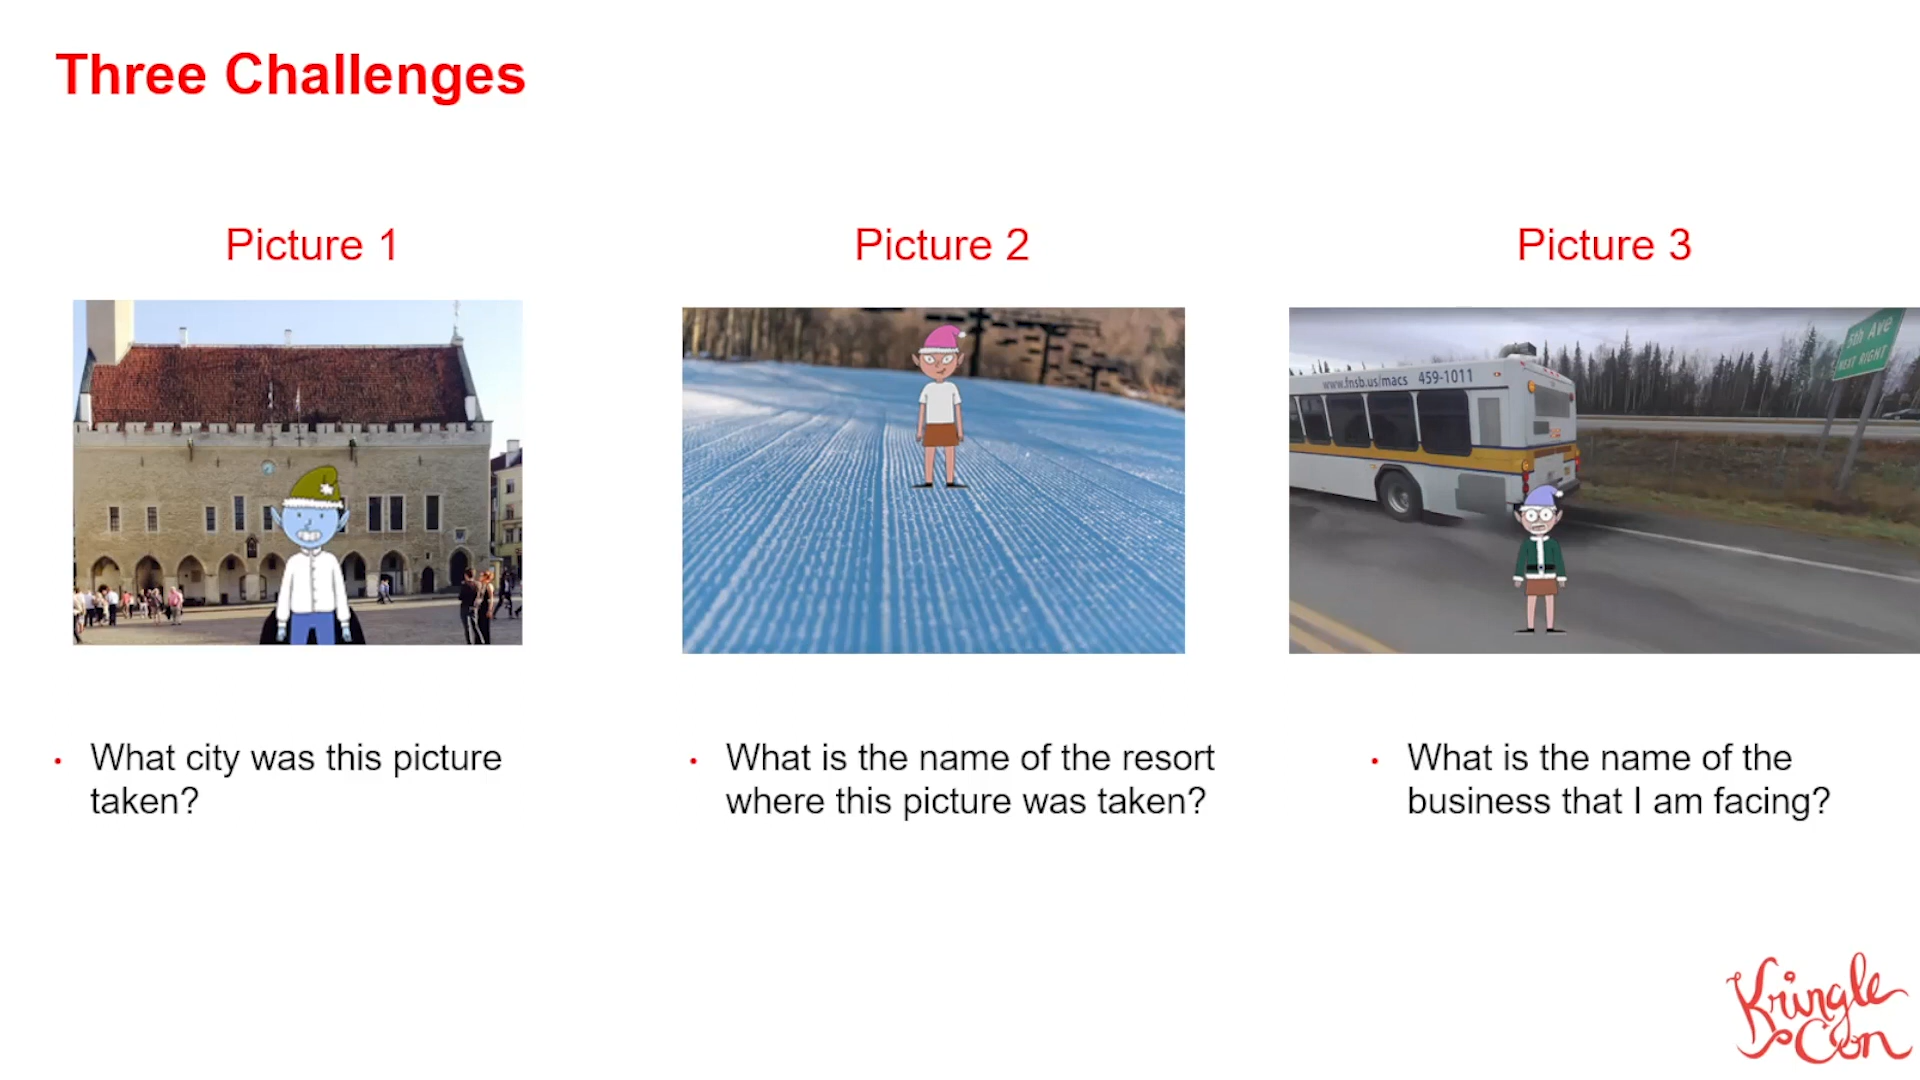 Three Challenges
Picture 1
Picture 2
Picture 3
www.fnsb.us/macs 459-1011
5th Ave
NEXT RIGHT
• What city was this picture
taken?
• What is the name of the resort
where this picture was taken?
• What is the name of the
business that I am facing?
Kringle
Con